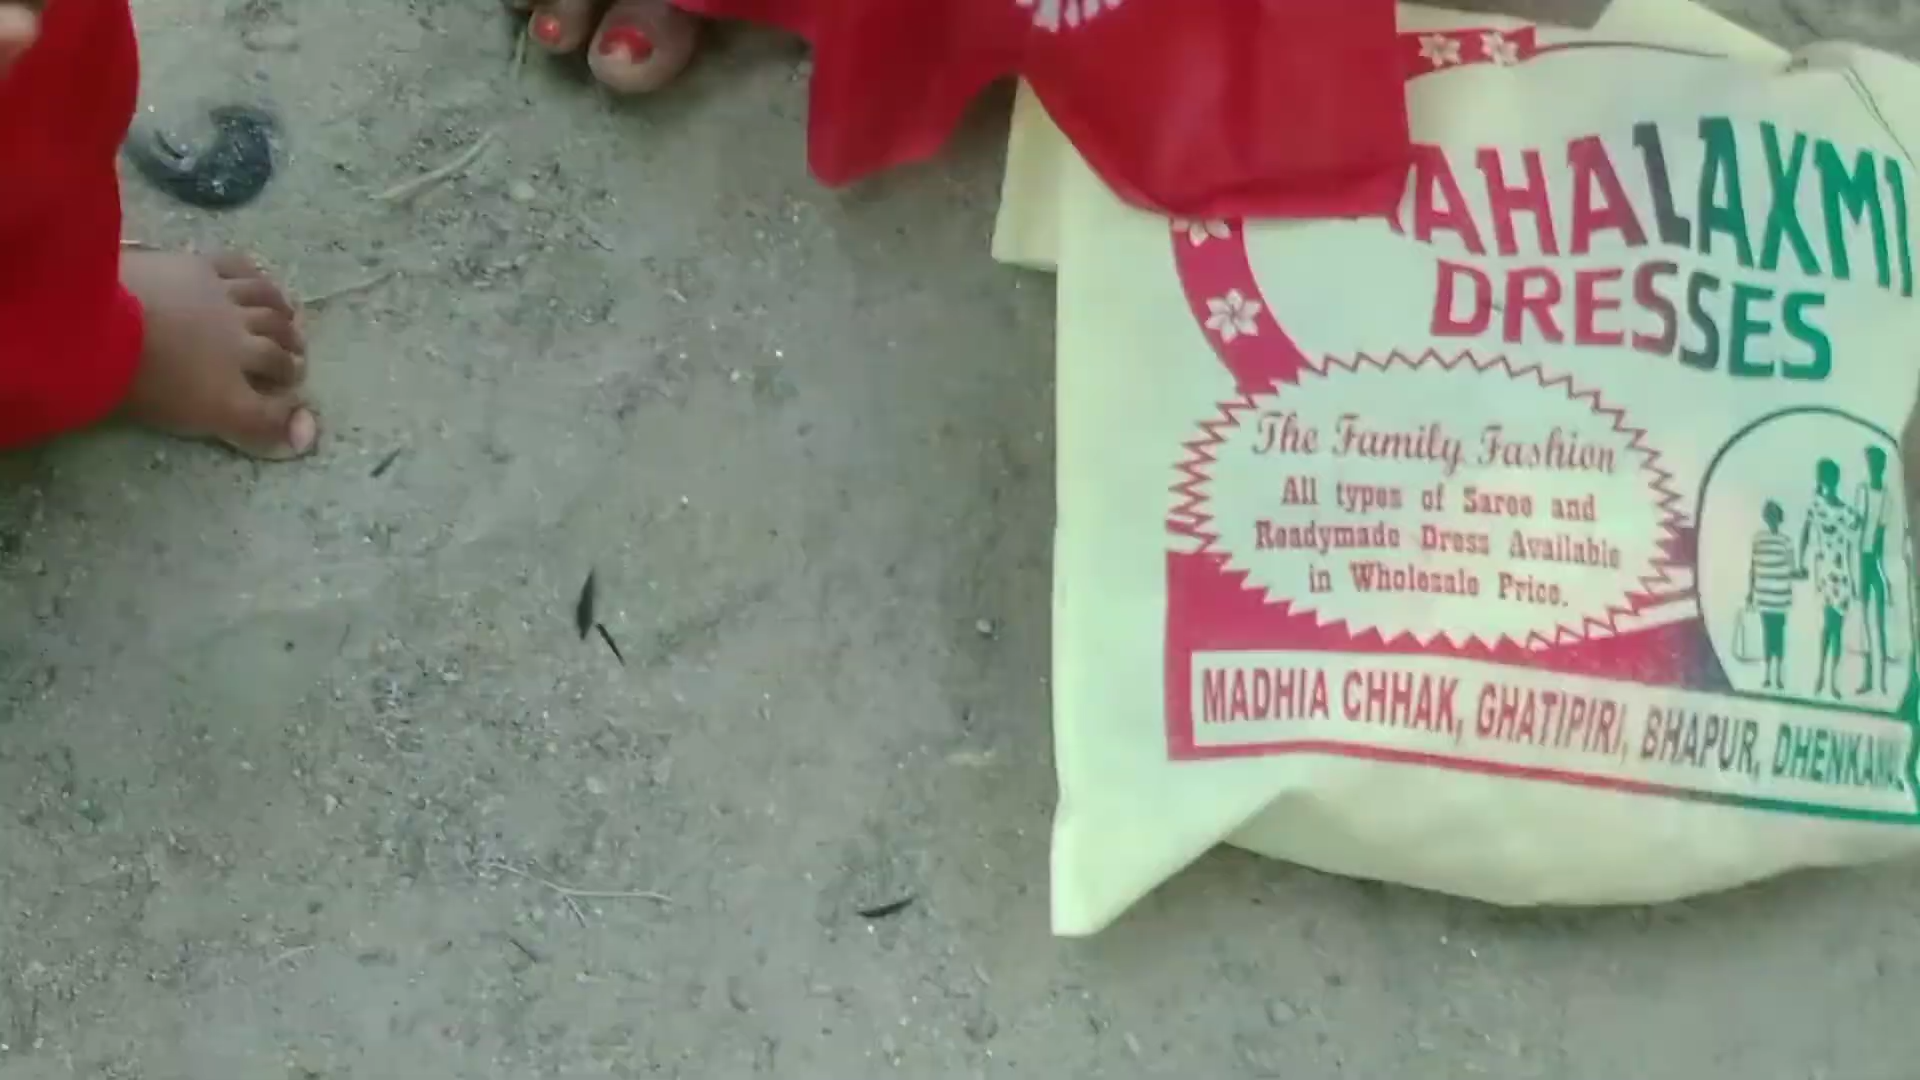 AHALAXMI
DRESSES
The Family Fashion
All types of Saree and
Readymade Dress Available
in Wholesale Price.
MADHIA CHHAK, GHATIPIRI, BHAPUR, DHENKANAL